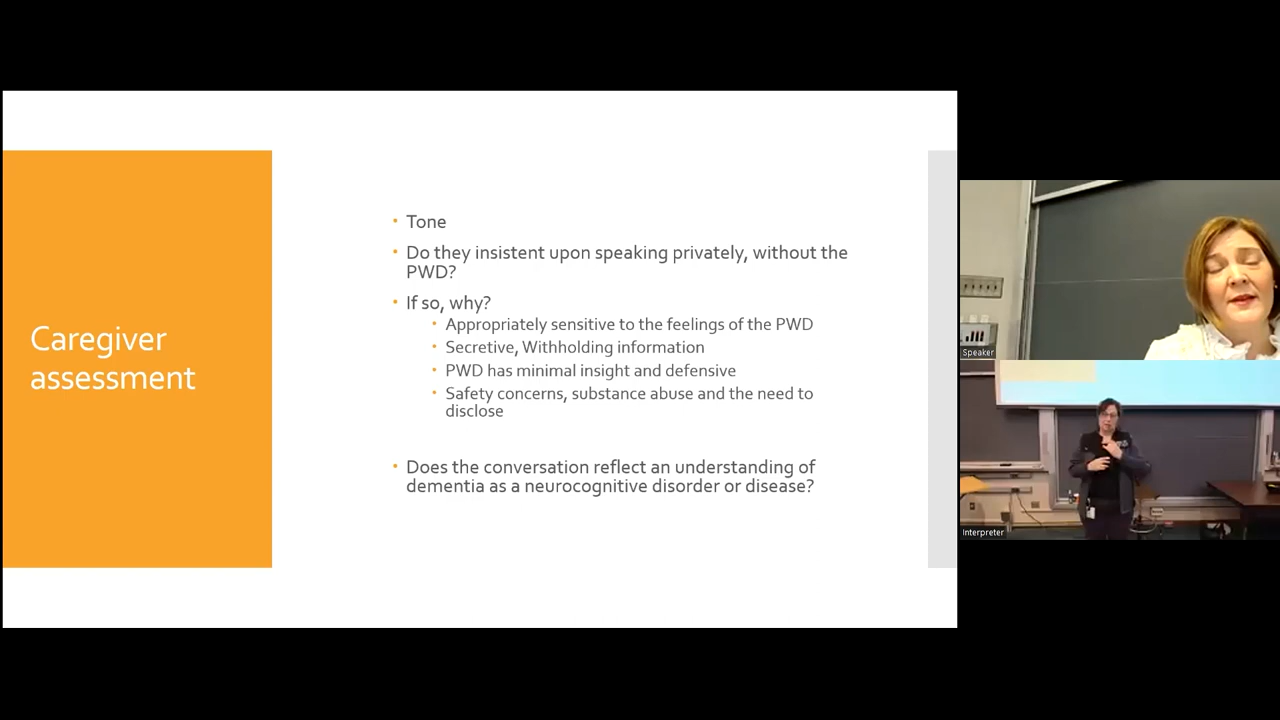 Caregiver
assessment
• Tone
• Do they insistent upon speaking privately, without the
PWD?
• If so, why?
• Appropriately sensitive to the feelings of the PWD
• Secretive, Withholding information
• PWD has minimal insight and defensive
• Safety concerns, substance abuse and the need to
disclose
• Does the conversation reflect an understanding of
dementia as a neurocognitive disorder or disease?
Speaker
Interpreter